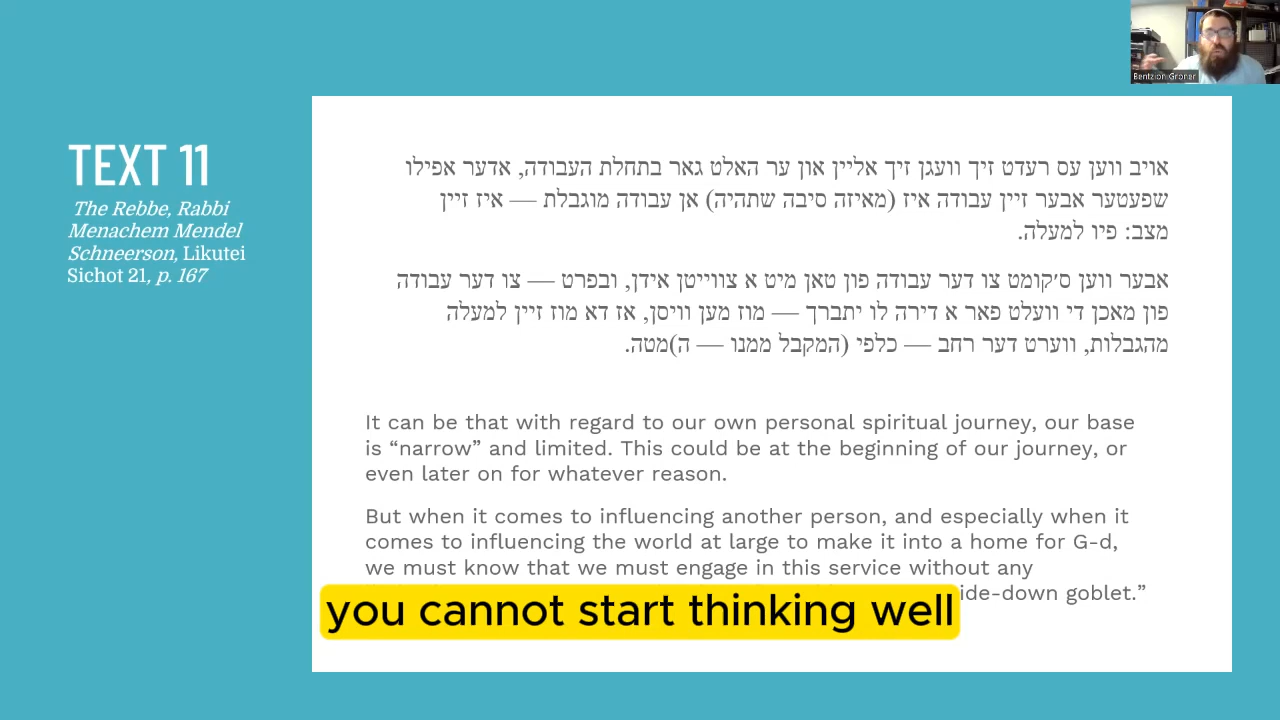 Bentzion Groner
TEXT 11
The Rebbe, Rabbi
Menachem Mendel
Schneerson, Likutei
Sichot 21, p. 167
אויב ווען עס רעדט זיך וועגן זיך אליין און ער האלט גאר בתחלת העבודה, אדער אפילו
שפעטער אבער זיין עבודה איז (מאיזה סיבה שתהיה) אן עבודה מוגבלת — איז זיין
מצב: פיו למעלה.
אבער ווען ס׳קומט צו דער עבודה פון טאן מיט א צווייטן אידן, ובפרט — צו דער עבודה
פון מאכן די וועלט פאר א דירה לו יתברך — מוז מען וויסן, אז דא מוז זיין למעלה
מהגבלות, ווערט דער רחב — כלפי (המקבל ממנו — ה)מטה.
It can be that with regard to our own personal spiritual journey, our base
is “narrow” and limited. This could be at the beginning of our journey, or
even later on for whatever reason.
But when it comes to influencing another person, and especially when it
comes to influencing the world at large to make it into a home for G-d,
we must know that we must engage in this service without any
ide-down goblet.”
you cannot start thinking well